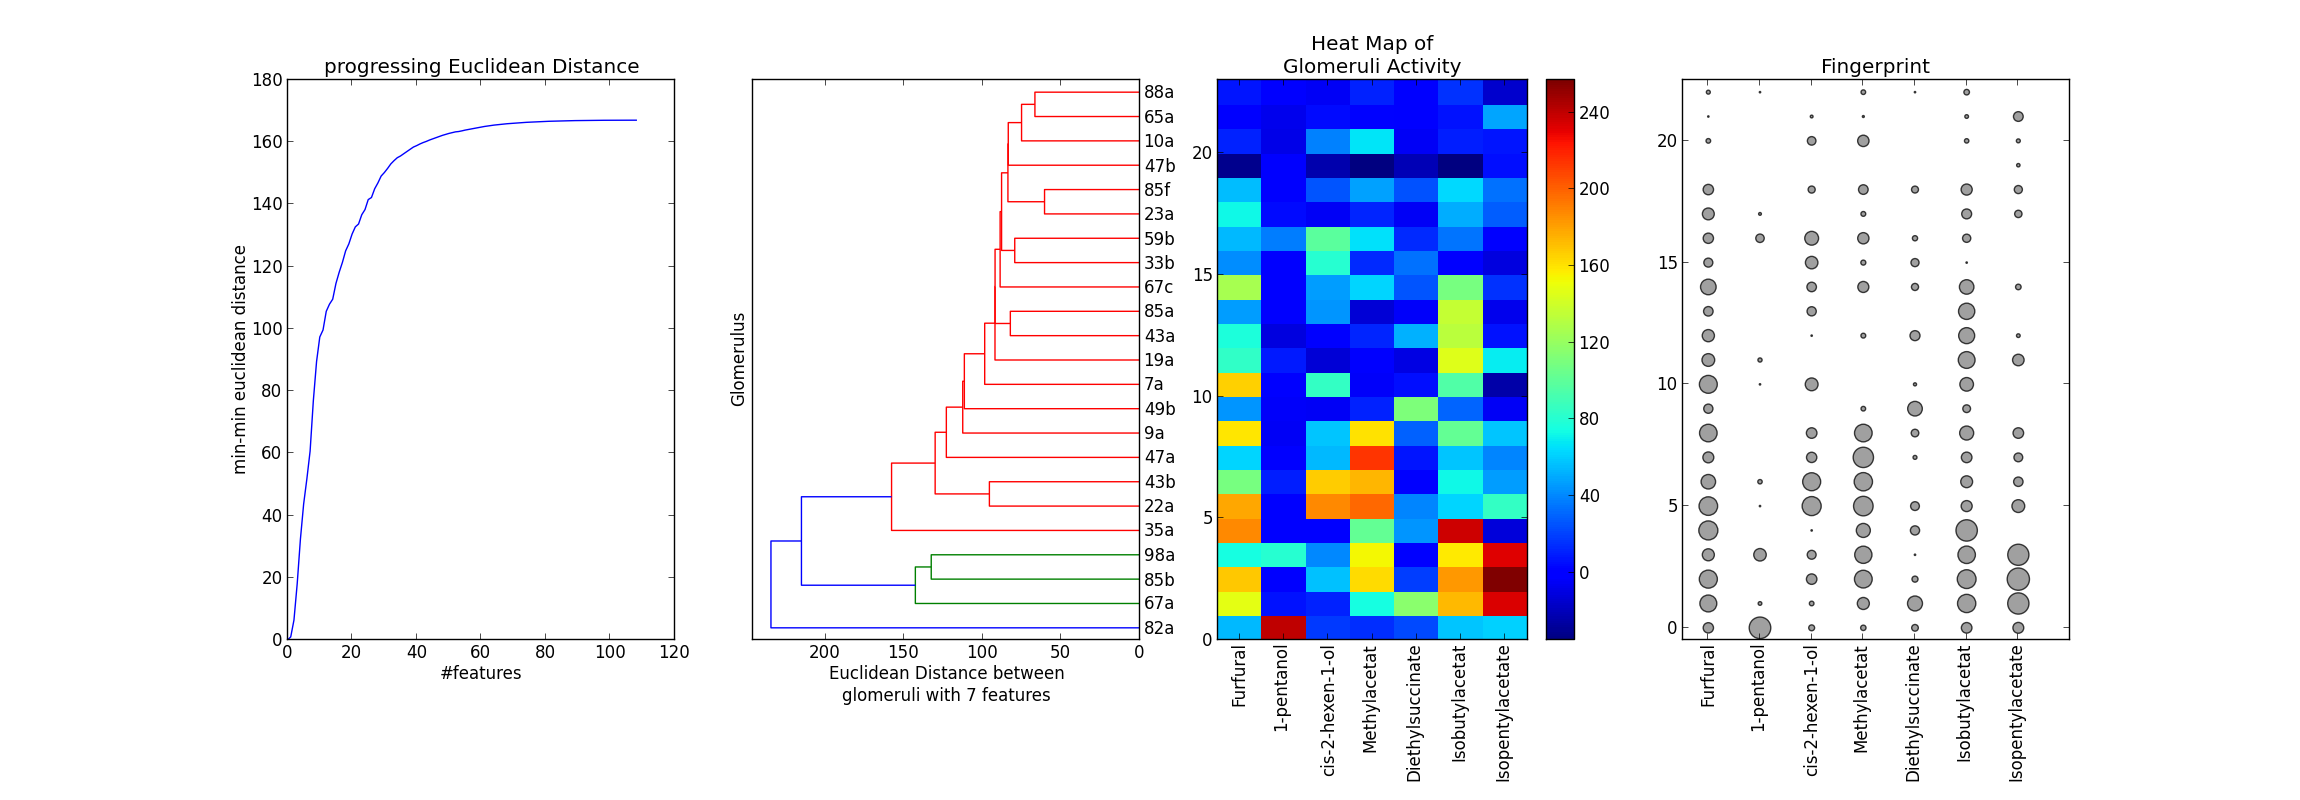 progressing Euclidean Distance
180
160
140
120
100
80
60
40
20
0
min-min euclidean distance
0 20 40 60 80 100 120
#features
Glomerulus
88a
65a
10a
47b
85f
23a
59b
33b
67c
85a
43a
19a
7a
49b
9a
47a
43b
22a
35a
98a
85b
67a
82a
200 150 100 50 0
Euclidean Distance between
glomeruli with 7 features
Heat Map of
Glomeruli Activity
20
15
10
5
0
Furfural
1-pentanol
cis-2-hexen-1-ol
Methylacetat
Diethylsuccinate
Isobutylacetat
Isopentylacetate
240
200
160
120
80
40
0
Fingerprint
20
15
10
5
0
Furfural
1-pentanol
cis-2-hexen-1-ol
Methylacetat
Diethylsuccinate
Isobutylacetat
Isopentylacetate